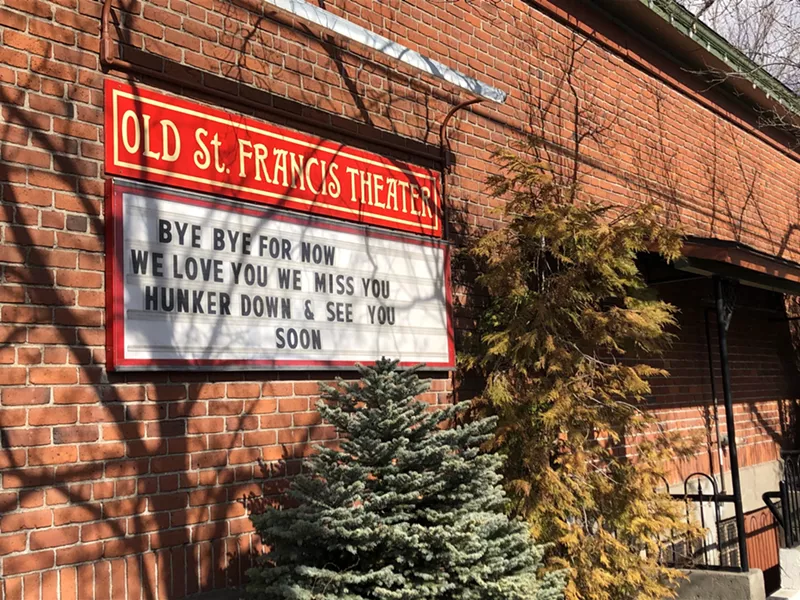 OLD St. FRANCIS THEATER
BYE BYE FOR NOW
WE LOVE YOU WE MISS YOU
HUNKER DOWN & SEE YOU
SOON